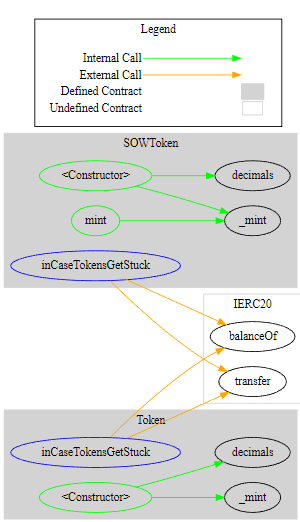 Legend
Internal Call
External Call
Defined Contract
Undefined Contract
SOWToken
<Constructor>
decimals
mint
_mint
inCaseTokensGetStuck
IERC20
balanceOf
transfer
Token
inCaseTokensGetStuck
decimals
<Constructor>
_mint